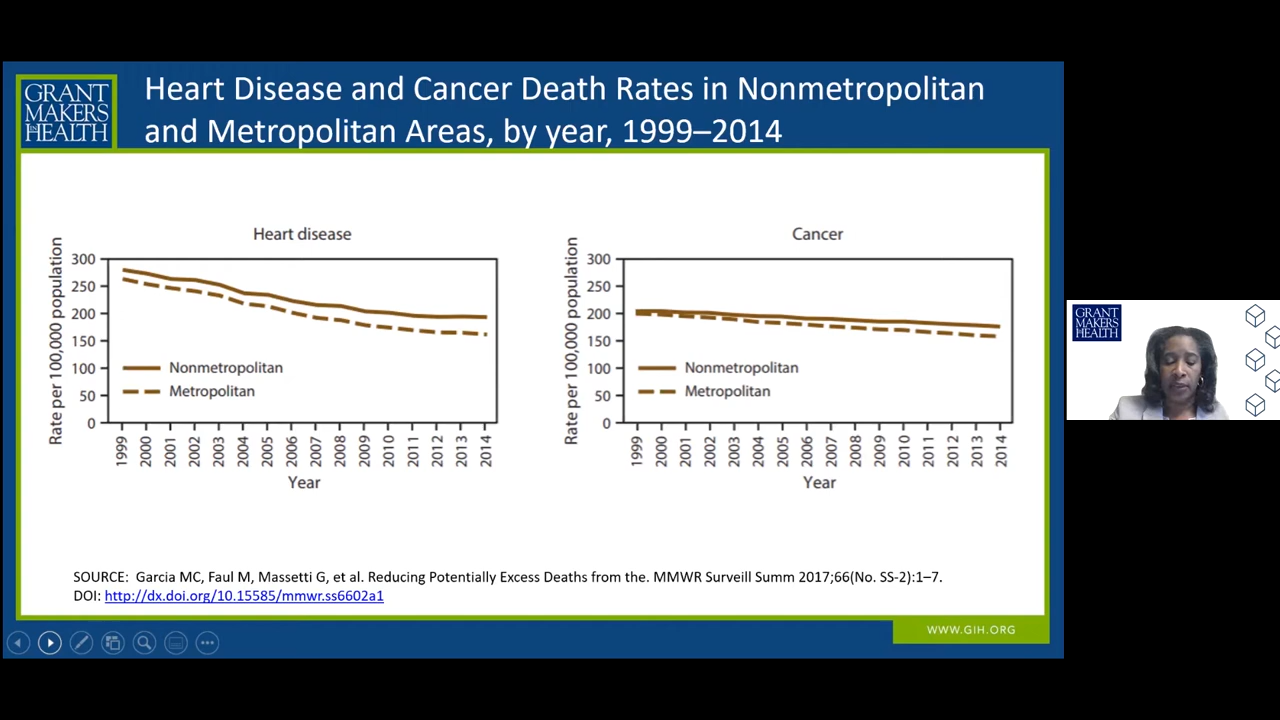 GRANT
MAKERS
IN
HEALTH
Heart Disease and Cancer Death Rates in Nonmetropolitan
and Metropolitan Areas, by year, 1999–2014
Heart disease
Rate per 100,000 population
300
250
200
150
100
50
0
Nonmetropolitan
Metropolitan
1999
2000
2001
2002
2003
2004
2005
2006
2007
2008
2009
2010
2011
2012
2013
2014
Year
Cancer
Rate per 100,000 population
300
250
200
150
100
50
0
Nonmetropolitan
Metropolitan
1999
2000
2001
2002
2003
2004
2005
2006
2007
2008
2009
2010
2011
2012
2013
2014
Year
GRANT
MAKERS
IN
HEALTH
SOURCE: Garcia MC, Faul M, Massetti G, et al. Reducing Potentially Excess Deaths from the. MMWR Surveill Summ 2017;66(No. SS-2):1–7.
DOI: http://dx.doi.org/10.15585/mmwr.ss6602a1
WWW.GIH.ORG